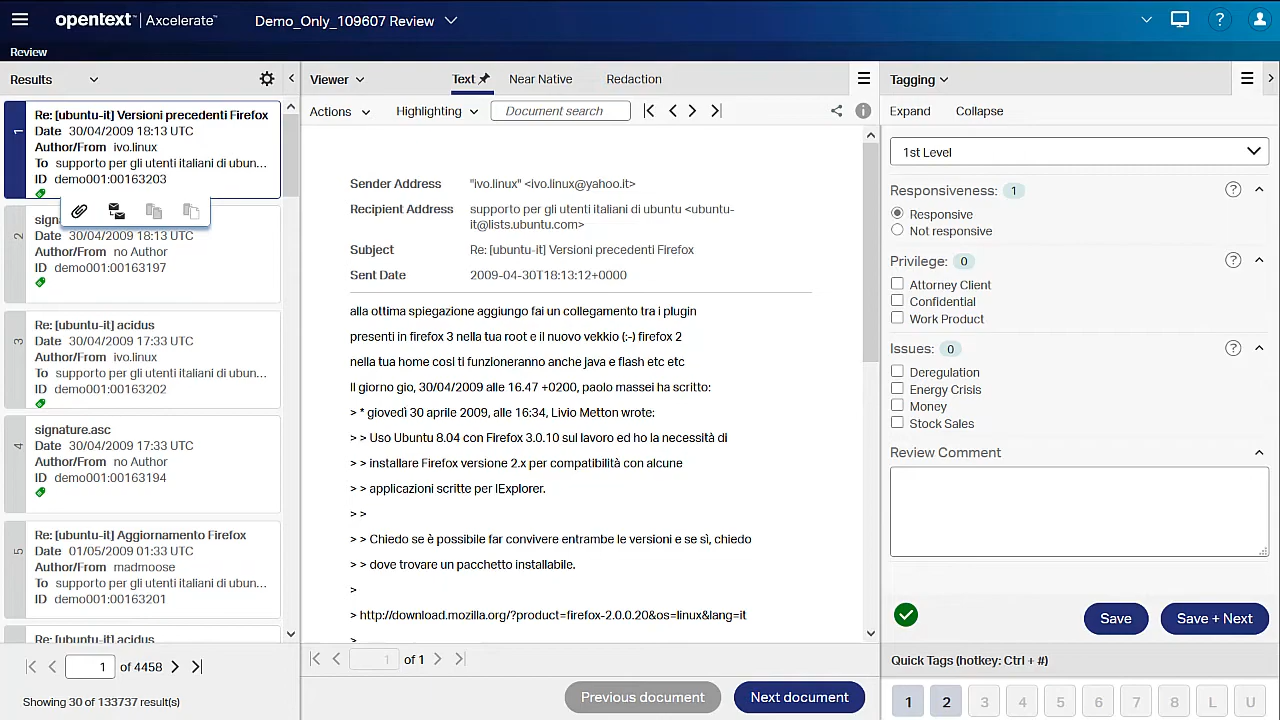 opentext™ | Axcelerate™
Demo_Only_109607 Review
?
Review
Results
1
Re: [ubuntu-it] Versioni precedenti Firefox
Date 30/04/2009 18:13 UTC
Author/From ivo.linux
To supporto per gli utenti italiani di ubun...
ID demo001:00163203
2
signa
Date 30/04/2009 18:13 UTC
Author/From no Author
ID demo001:00163197
3
Re: [ubuntu-it] acidus
Date 30/04/2009 17:33 UTC
Author/From ivo.linux
To supporto per gli utenti italiani di ubun...
ID demo001:00163202
4
signature.asc
Date 30/04/2009 17:33 UTC
Author/From no Author
ID demo001:00163194
5
Re: [ubuntu-it] Aggiornamento Firefox
Date 01/05/2009 01:33 UTC
Author/From madmoose
To supporto per gli utenti italiani di ubun...
ID demo001:00163201
Re: [ubuntu-it] acidus
1 of 4458
Showing 30 of 133737 result(s)
Viewer Text Near Native Redaction
Actions Highlighting Document search
Sender Address "ivo.linux" <ivo.linux@yahoo.it>
Recipient Address supporto per gli utenti italiani di ubuntu <ubuntu-
it@lists.ubuntu.com>
Subject Re: [ubuntu-it] Versioni precedenti Firefox
Sent Date 2009-04-30T18:13:12+0000
alla ottima spiegazione aggiungo fai un collegamento tra i plugin
presenti in firefox 3 nella tua root e il nuovo vekkio (:-) firefox 2
nella tua home così ti funzioneranno anche java e flash etc etc
Il giorno gio, 30/04/2009 alle 16.47 +0200, paolo massei ha scritto:
> * giovedì 30 aprile 2009, alle 16:34, Livio Metton wrote:
> > Uso Ubuntu 8.04 con Firefox 3.0.10 sul lavoro ed ho la necessità di
> > installare Firefox versione 2.x per compatibilità con alcune
> > applicazioni scritte per IExplorer.
> >
> > Chiedo se è possibile far convivere entrambe le versioni e se sì, chiedo
> > dove trovare un pacchetto installabile.
>
> http://download.mozilla.org/?product=firefox-2.0.0.20&os=linux&lang=it
>
1 of 1
Previous document Next document
Tagging
Expand Collapse
1st Level
Responsiveness: 1 ?
Responsive
Not responsive
Privilege: 0 ?
Attorney Client
Confidential
Work Product
Issues: 0 ?
Deregulation
Energy Crisis
Money
Stock Sales
Review Comment
Save Save + Next
Quick Tags (hotkey: Ctrl + #)
1 2 3 4 5 6 7 8 L U